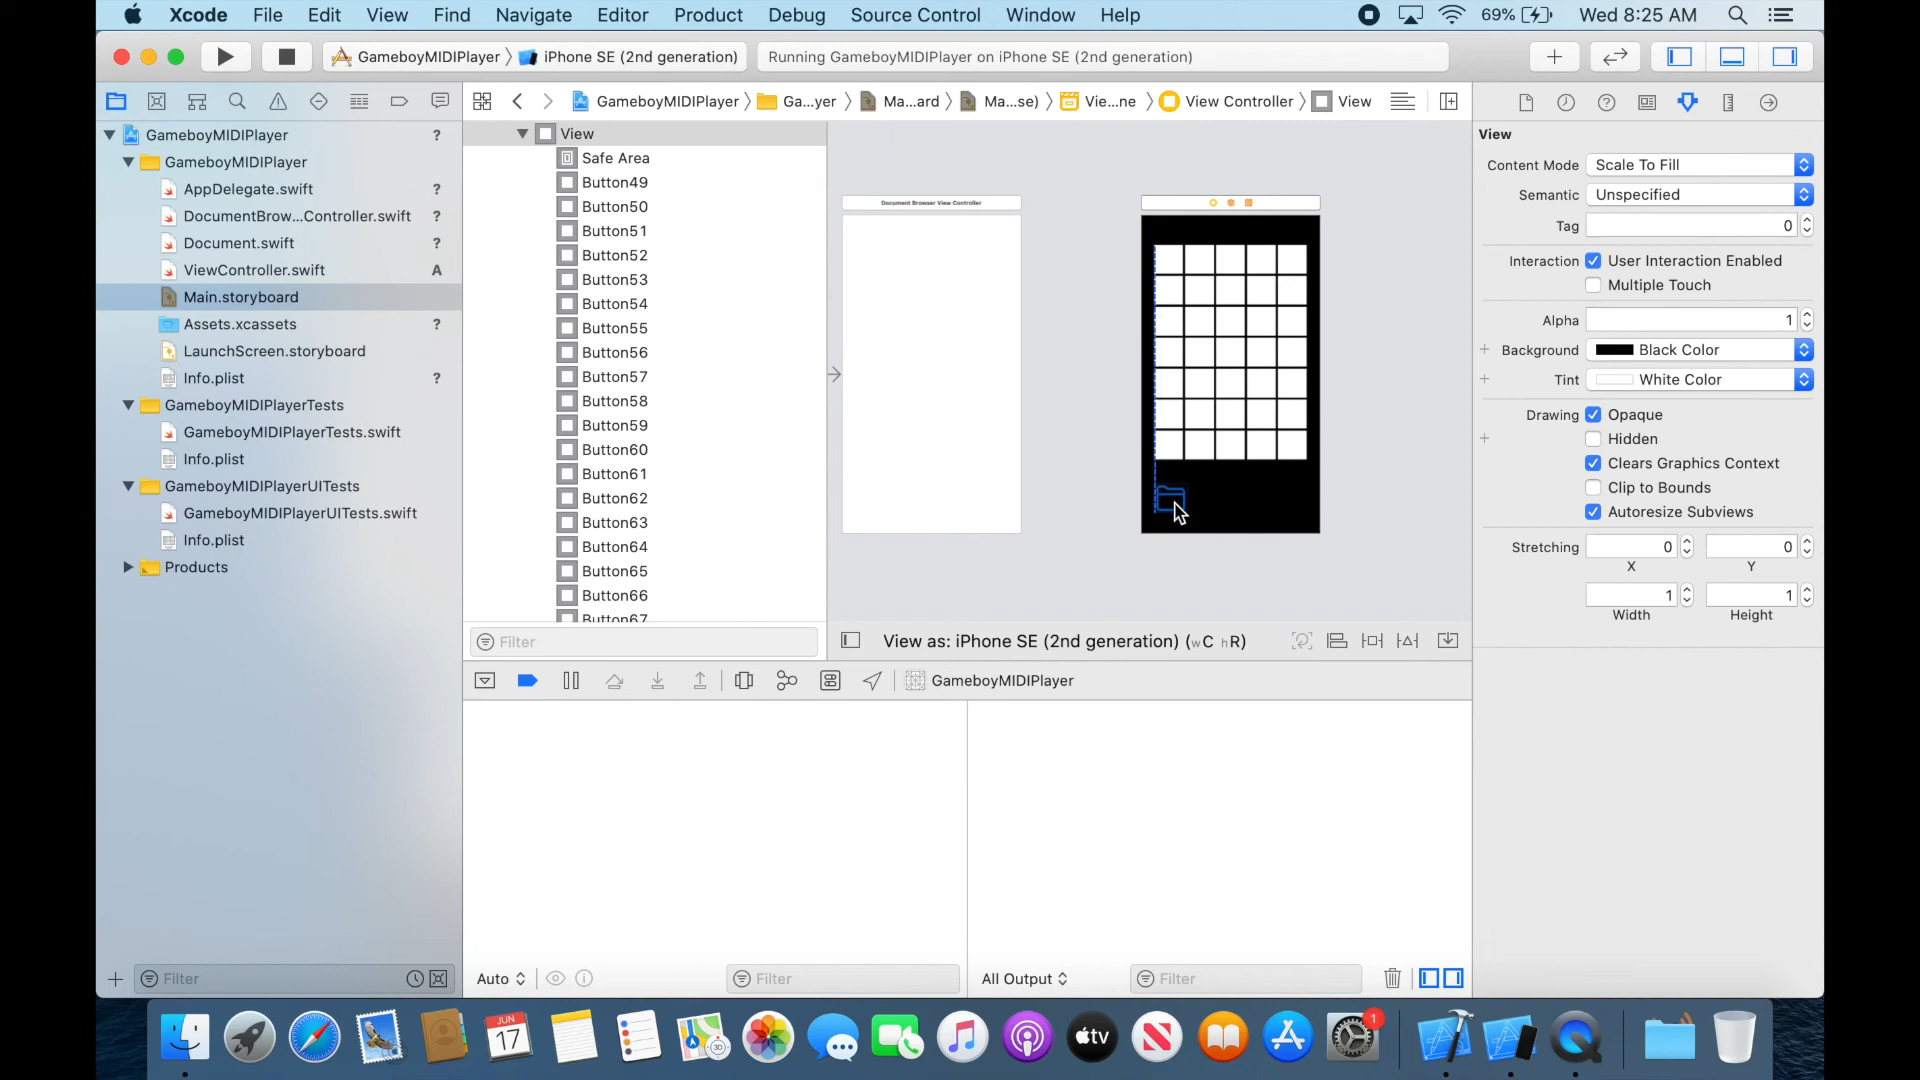 Xcode File Edit View Find Navigate Editor Product Debug Source Control Window Help 69% Wed 8:25 AM
GameboyMIDIPlayer iPhone SE (2nd generation) Running GameboyMIDIPlayer on iPhone SE (2nd generation)
GameboyMIDIPlayer Ga...yer Ma...ard Ma...se) Vie...ne View Controller View
GameboyMIDIPlayer ?
GameboyMIDIPlayer
AppDelegate.swift ?
DocumentBrow...Controller.swift ?
Document.swift ?
ViewController.swift A
Main.storyboard
Assets.xcassets ?
LaunchScreen.storyboard
Info.plist ?
GameboyMIDIPlayerTests
GameboyMIDIPlayerTests.swift
Info.plist
GameboyMIDIPlayerUITests
GameboyMIDIPlayerUITests.swift
Info.plist
Products
Filter
View
Safe Area
Button49
Button50
Button51
Button52
Button53
Button54
Button55
Button56
Button57
Button58
Button59
Button60
Button61
Button62
Button63
Button64
Button65
Button66
Button67
Filter
Document Browser View Controller
View as: iPhone SE (2nd generation) (wC hR)
GameboyMIDIPlayer
Auto Filter
All Output Filter
View
Content Mode Scale To Fill
Semantic Unspecified
Tag 0
Interaction User Interaction Enabled
Multiple Touch
Alpha 1
Background Black Color
Tint White Color
Drawing Opaque
Hidden
Clears Graphics Context
Clip to Bounds
Autoresize Subviews
Stretching 0 0
X Y
1 1
Width Height
JUN
17
3D
tv
1